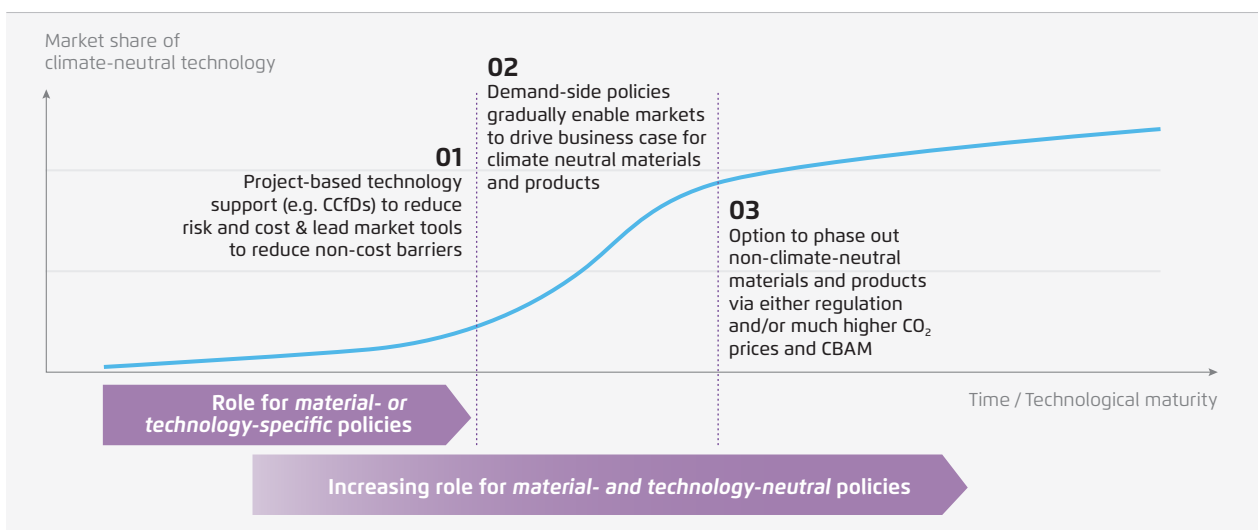 Market share of
climate-neutral technology
01
Project-based technology
support (e.g. CCfDs) to reduce
risk and cost & lead market tools
to reduce non-cost barriers
02
Demand-side policies
gradually enable markets
to drive business case for
climate neutral materials
and products
03
Option to phase out
non-climate-neutral
materials and products
via either regulation
and/or much higher CO₂
prices and CBAM
Time / Technological maturity
Role for material- or
technology-specific policies
Increasing role for material- and technology-neutral policies